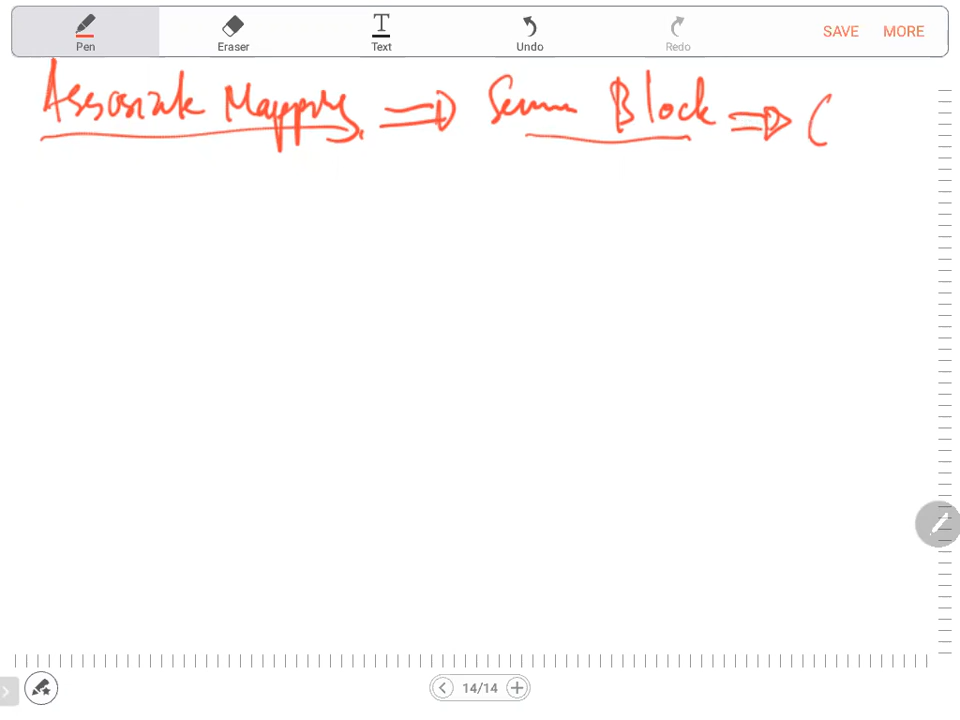 Pen Eraser Text Undo Redo SAVE MORE
Associate Mapping ⇒ Block ⇒ (
14/14